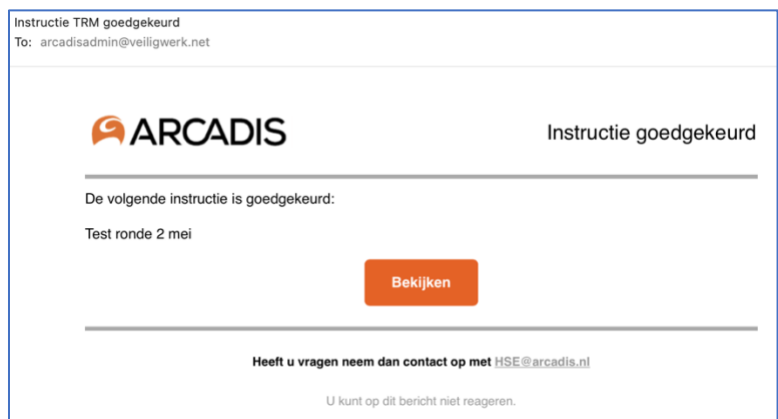 Instructie TRM goedgekeurd
To: arcadisadmin@veiligwerk.net
ARCADIS
Instructie goedgekeurd
De volgende instructie is goedgekeurd:
Test ronde 2 mei
Bekijken
Heeft u vragen neem dan contact op met HSE@arcadis.nl
U kunt op dit bericht niet reageren.